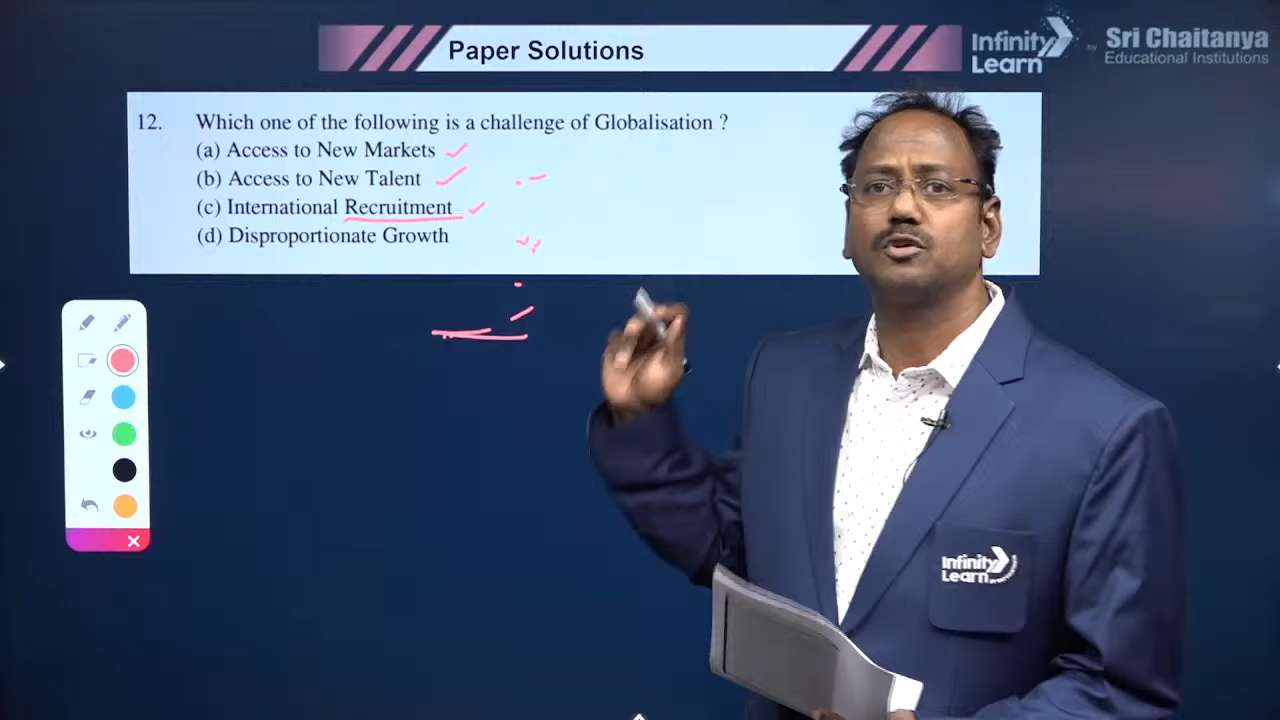 Paper Solutions
Infinity Learn
by Sri Chaitanya
Educational Institutions
12. Which one of the following is a challenge of Globalisation ?
(a) Access to New Markets
(b) Access to New Talent
(c) International Recruitment
(d) Disproportionate Growth
Infinity
Learn